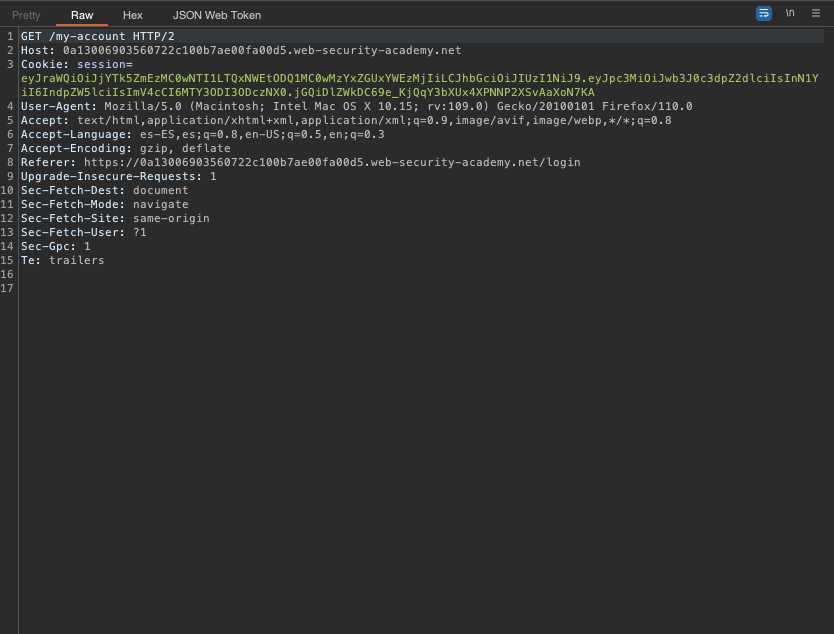 Pretty Raw Hex JSON Web Token \n
1 GET /my-account HTTP/2
2 Host: 0a13006903560722c100b7ae00fa00d5.web-security-academy.net
3 Cookie: session=
eyJraWQiOiJjYTk5ZmEzMC0wNTI1LTQxNWEtODQ1MC0wMzYxZGUxYWEzMjIiLCJhbGciOiJIUzI1NiJ9.eyJpc3MiOiJwb3J0c3dpZ2dlciIsInN1Y
iI6IndpZW5lciIsImV4cCI6MTY3ODI3ODczNX0.jGQiDlZWkDC69e_KjQqY3bXUx4XPNNP2XSvAaXoN7KA
4 User-Agent: Mozilla/5.0 (Macintosh; Intel Mac OS X 10.15; rv:109.0) Gecko/20100101 Firefox/110.0
5 Accept: text/html,application/xhtml+xml,application/xml;q=0.9,image/avif,image/webp,*/*;q=0.8
6 Accept-Language: es-ES,es;q=0.8,en-US;q=0.5,en;q=0.3
7 Accept-Encoding: gzip, deflate
8 Referer: https://0a13006903560722c100b7ae00fa00d5.web-security-academy.net/login
9 Upgrade-Insecure-Requests: 1
10 Sec-Fetch-Dest: document
11 Sec-Fetch-Mode: navigate
12 Sec-Fetch-Site: same-origin
13 Sec-Fetch-User: ?1
14 Sec-Gpc: 1
15 Te: trailers
16
17